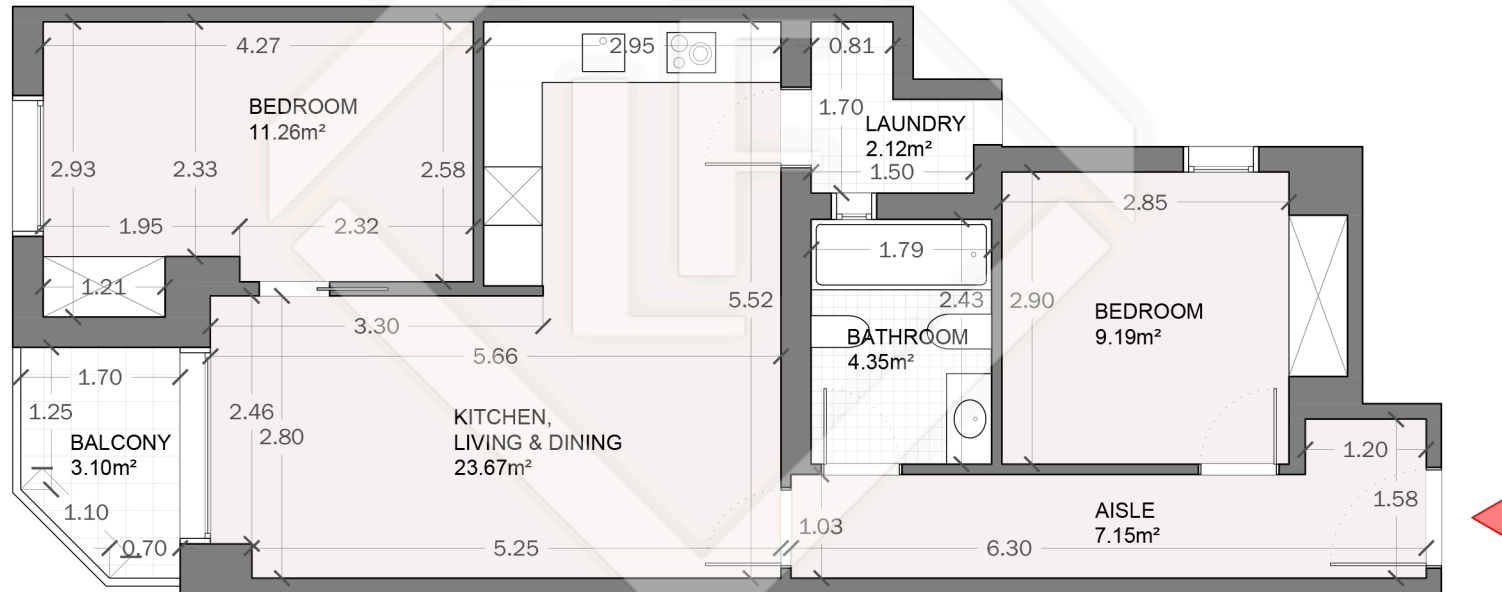 4.27
2.95
0.81
BEDROOM
11.26m²
1.70
LAUNDRY
2.12m²
2.93
2.33
2.58
1.50
1.95
2.32
2.85
1.79
1.21
5.52
2.43
2.90
BEDROOM
9.19m²
3.30
BATHROOM
4.35m²
5.66
1.70
1.25
2.46
2.80
KITCHEN,
LIVING & DINING
23.67m²
BALCONY
3.10m²
1.20
1.10
1.03
AISLE
7.15m²
1.58
0.70
5.25
6.30